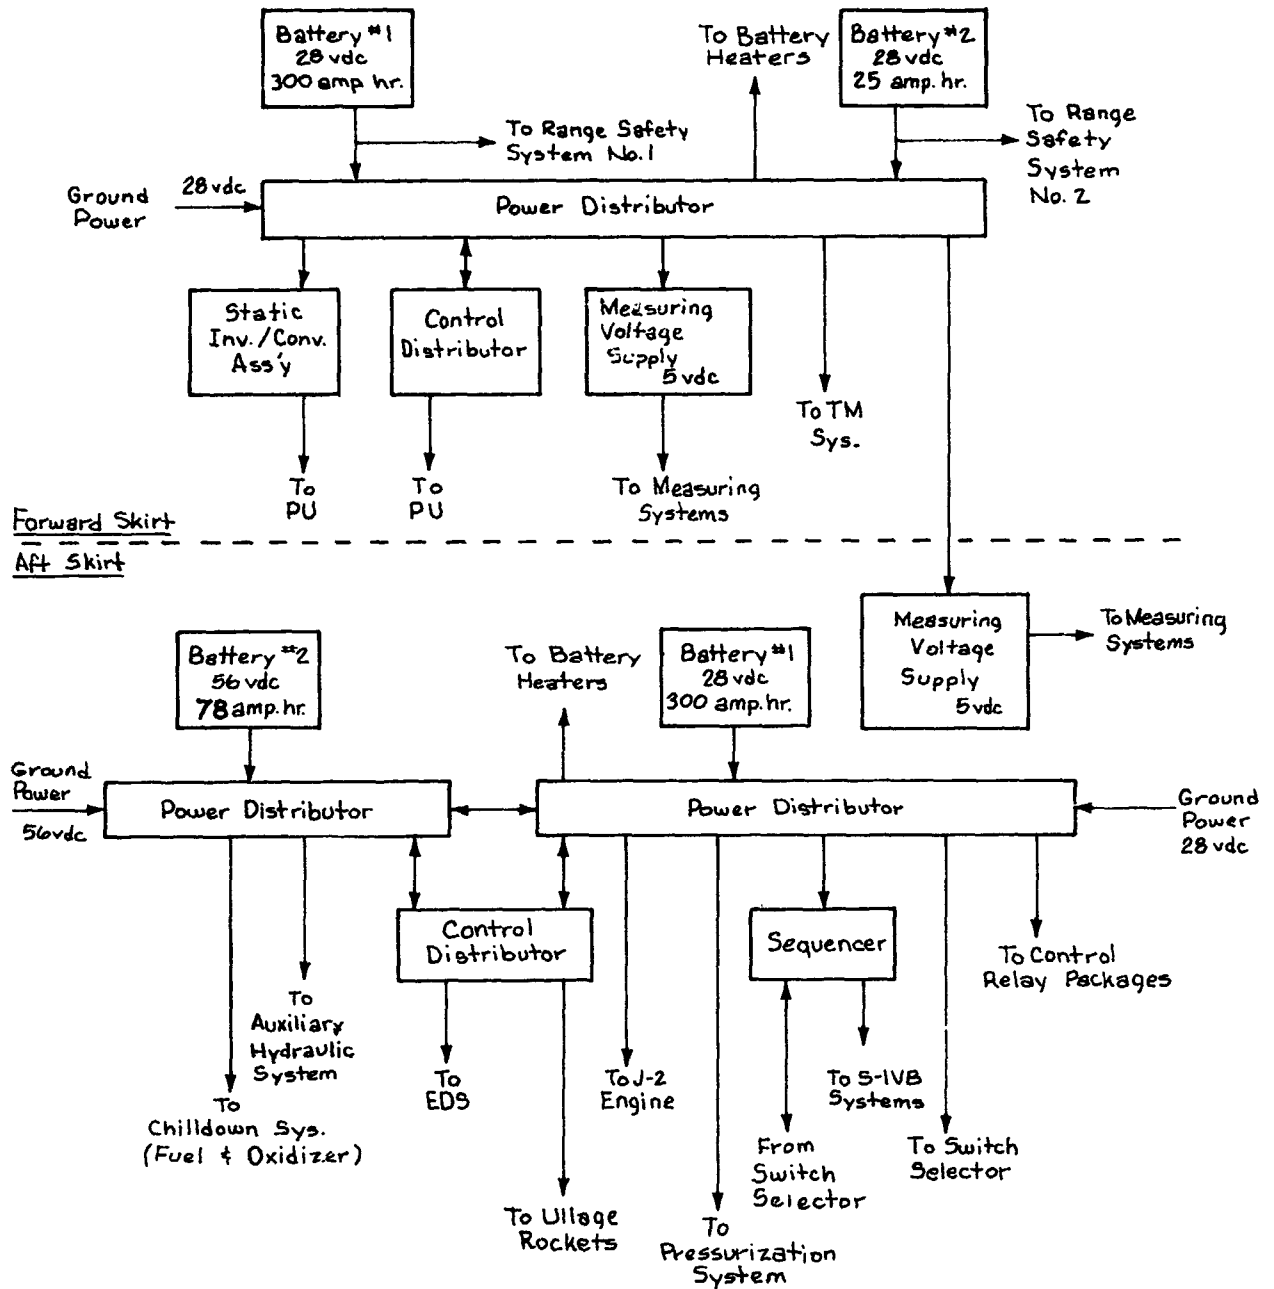 Battery #1
28 vdc
300 amp hr.
To Battery
Heaters
Battery #2
28 vdc
25 amp. hr.
To Range Safety
System No. 1
To Range
Safety
System
No. 2
Ground
Power
28 vdc
Power Distributor
Static
Inv./Conv.
Ass'y
Control
Distributor
Measuring
Voltage
Supply
5 vdc
To TM
Sys.
To
PU
To
PU
To Measuring
Systems
Forward Skirt
Aft Skirt
Measuring
Voltage
Supply
5 vdc
To Measuring
Systems
Battery #2
56 vdc
78 amp. hr.
To Battery
Heaters
Battery #1
28 vdc
300 amp. hr.
Ground
Power
56 vdc
Power Distributor
Power Distributor
Ground
Power
28 vdc
Control
Distributor
Sequencer
To Control
Relay Packages
To
Auxiliary
Hydraulic
System
To
Chilldown Sys.
(Fuel & Oxidizer)
To
EDS
To J-2
Engine
To S-IVB
Systems
From
Switch
Selector
To Switch
Selector
To Ullage
Rockets
To
Pressurization
System